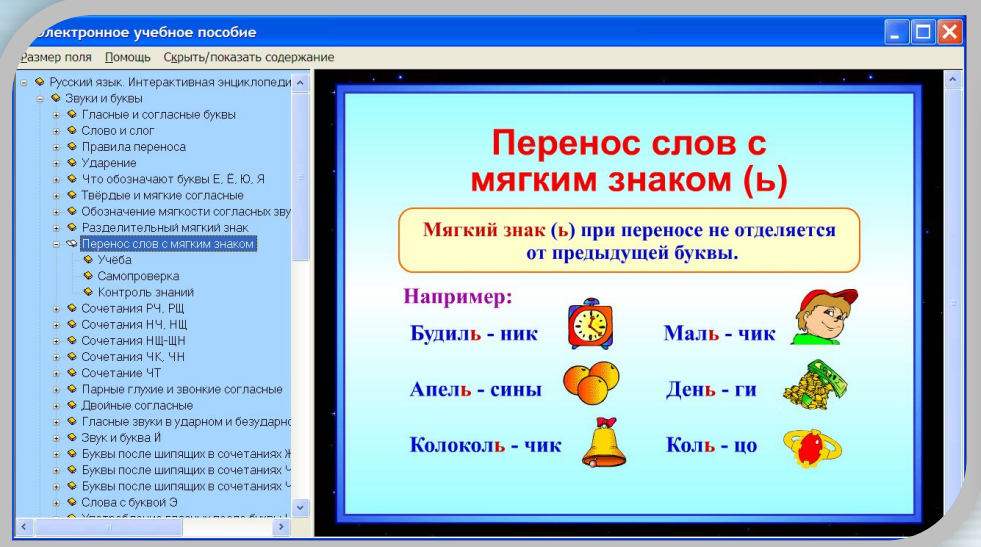 Электронное учебное пособие
Размер поля Помощь Скрыть/показать содержание
Русский язык. Интерактивная энциклопеди
Звуки и буквы
Гласные и согласные буквы
Слово и слог
Правила переноса
Ударение
Что обозначают буквы Е, Ё, Ю, Я
Твёрдые и мягкие согласные
Обозначение мягкости согласных зву
Разделительный мягкий знак
Перенос слов с мягким знаком
Учёба
Самопроверка
Контроль знаний
Сочетания РЧ, РЩ
Сочетания НЧ, НЩ
Сочетания НЩ-ЩН
Сочетания ЧК, ЧН
Сочетание ЧТ
Парные глухие и звонкие согласные
Двойные согласные
Гласные звуки в ударном и безударно
Звук и буква Й
Буквы после шипящих в сочетаниях Ж
Буквы после шипящих в сочетаниях Ч
Буквы после шипящих в сочетаниях Ч
Слова с буквой Э
Перенос слов с
мягким знаком (ь)
Мягкий знак (ь) при переносе не отделяется
от предыдущей буквы.
Например:
Будиль - ник Маль - чик
Апель - сины День - ги
Колоколь - чик Коль - цо